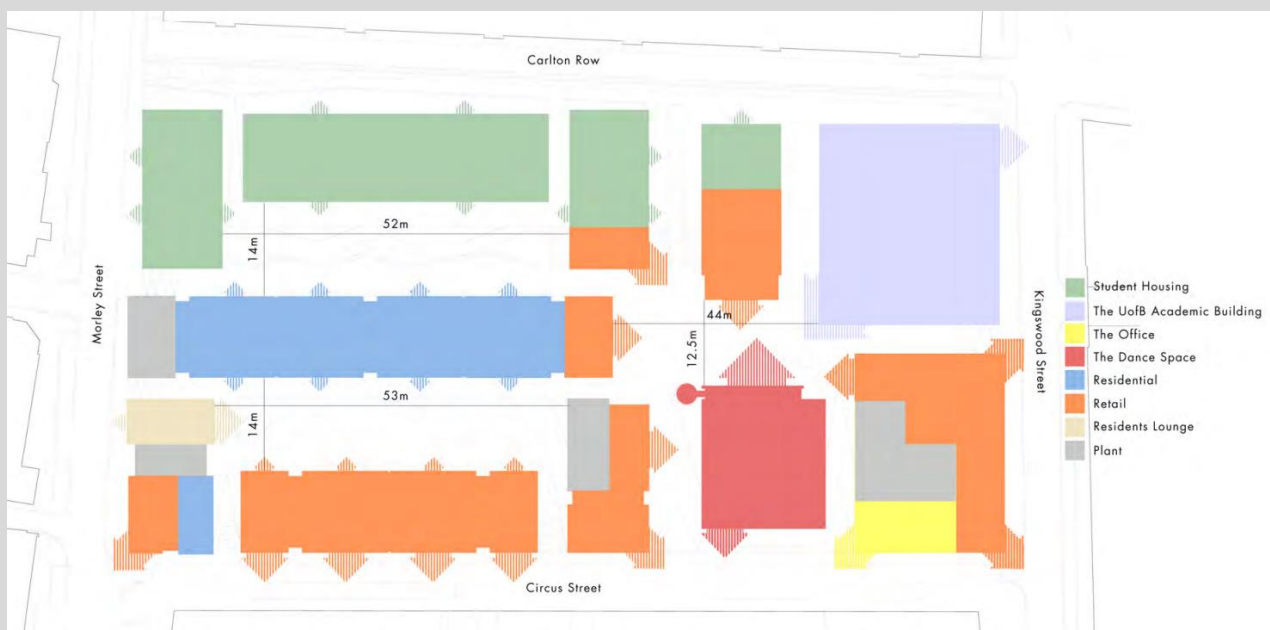 Carlton Row
52m
14m
Morley Street
44m
12.5m
53m
14m
Circus Street
Kingswood Street
Student Housing
The UofB Academic Building
The Office
The Dance Space
Residential
Retail
Residents Lounge
Plant